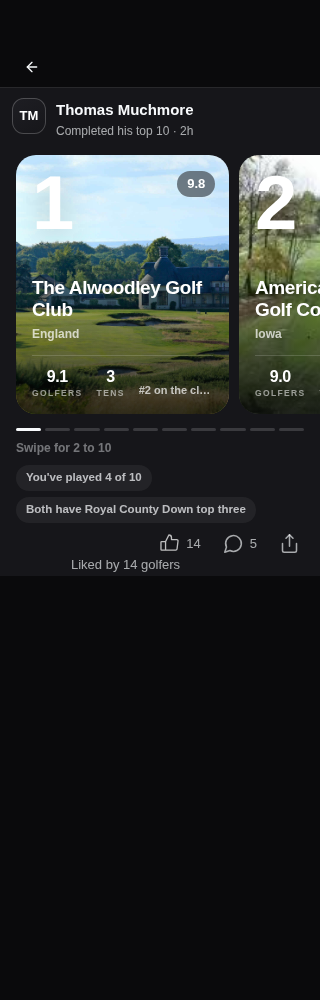 TM
Thomas Muchmore
Completed his top 10 · 2h
1
9.8
The Alwoodley Golf
Club
England
9.1
GOLFERS
3
TENS
#2 on the cl…
2
America
Golf Co
Iowa
9.0
GOLFERS
Swipe for 2 to 10
You've played 4 of 10
Both have Royal County Down top three
14
5
Liked by 14 golfers